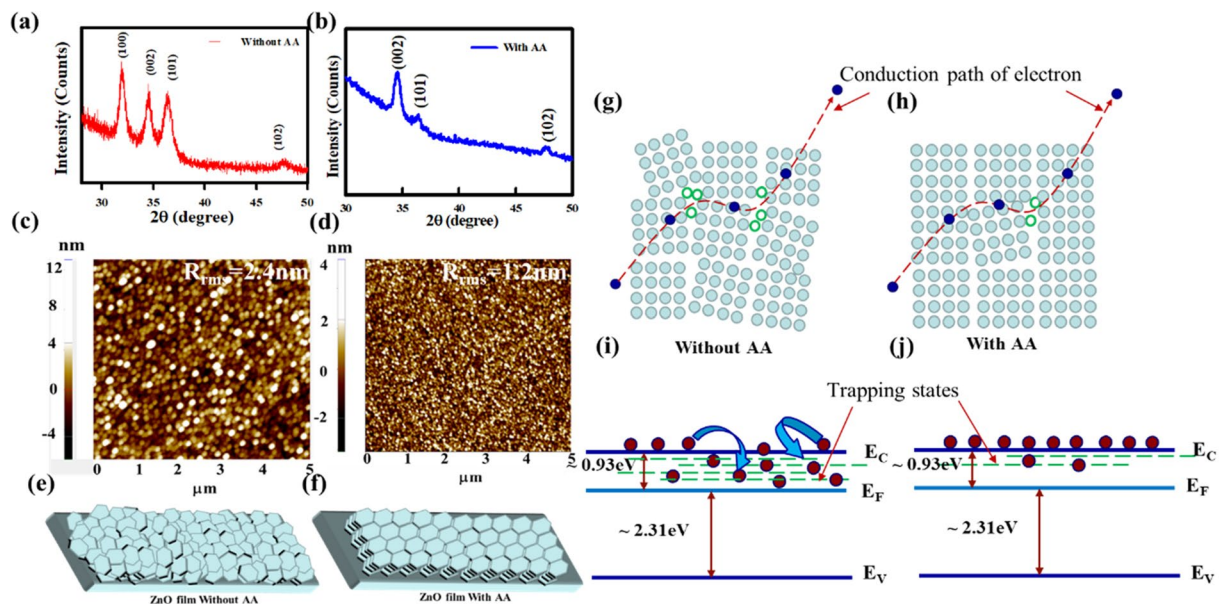 (a)
Without AA
(100)
(002)
(101)
(102)
Intensity (Counts)
30 35 40 45 50
2θ (degree)
(b)
With AA
(002)
(101)
(102)
Intensity (Counts)
30 35 40 45 50
2θ (degree)
(c)
nm
12
8
4
0
-4
Rrms=2.4nm
0 1 2 3 4 5
μm
(d)
4
2
0
-2
Rrms=1.2nm
0 1 2 3 4 5
μm
(e)
ZnO film Without AA
(f)
ZnO film With AA
(g)
Conduction path of electron
(h)
Without AA
With AA
(i)
(j)
Trapping states
~ 0.93eV
EC
EF
~ 2.31eV
EV
~ 0.93eV
EC
EF
~ 2.31eV
EV